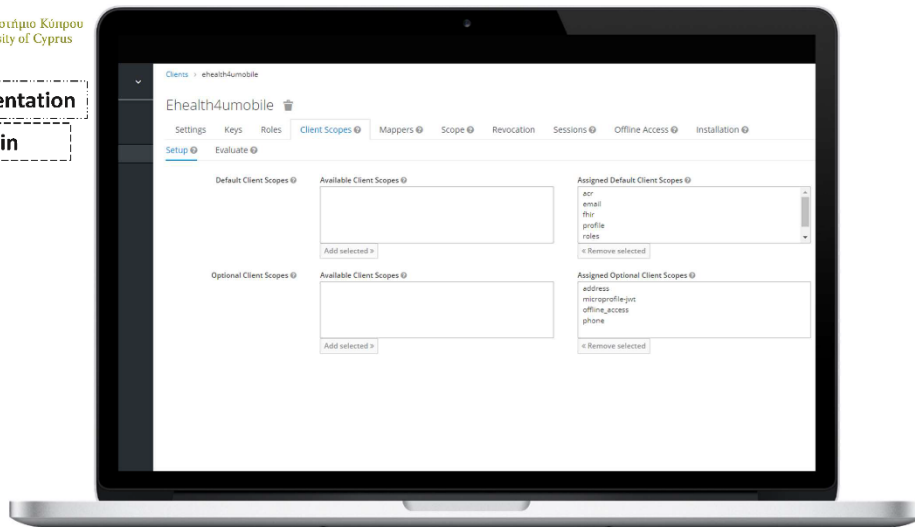 Κύπρου
of Cyprus
in
Clients > ehealth4umobile
Ehealth4umobile
Settings Keys Roles Client Scopes Mappers Scope Revocation Sessions Offline Access Installation
Setup Evaluate
Default Client Scopes Available Client Scopes Assigned Default Client Scopes
acr
email
fhir
profile
roles
Add selected » « Remove selected
Optional Client Scopes Available Client Scopes Assigned Optional Client Scopes
address
microprofile-jwt
offline_access
phone
Add selected » « Remove selected